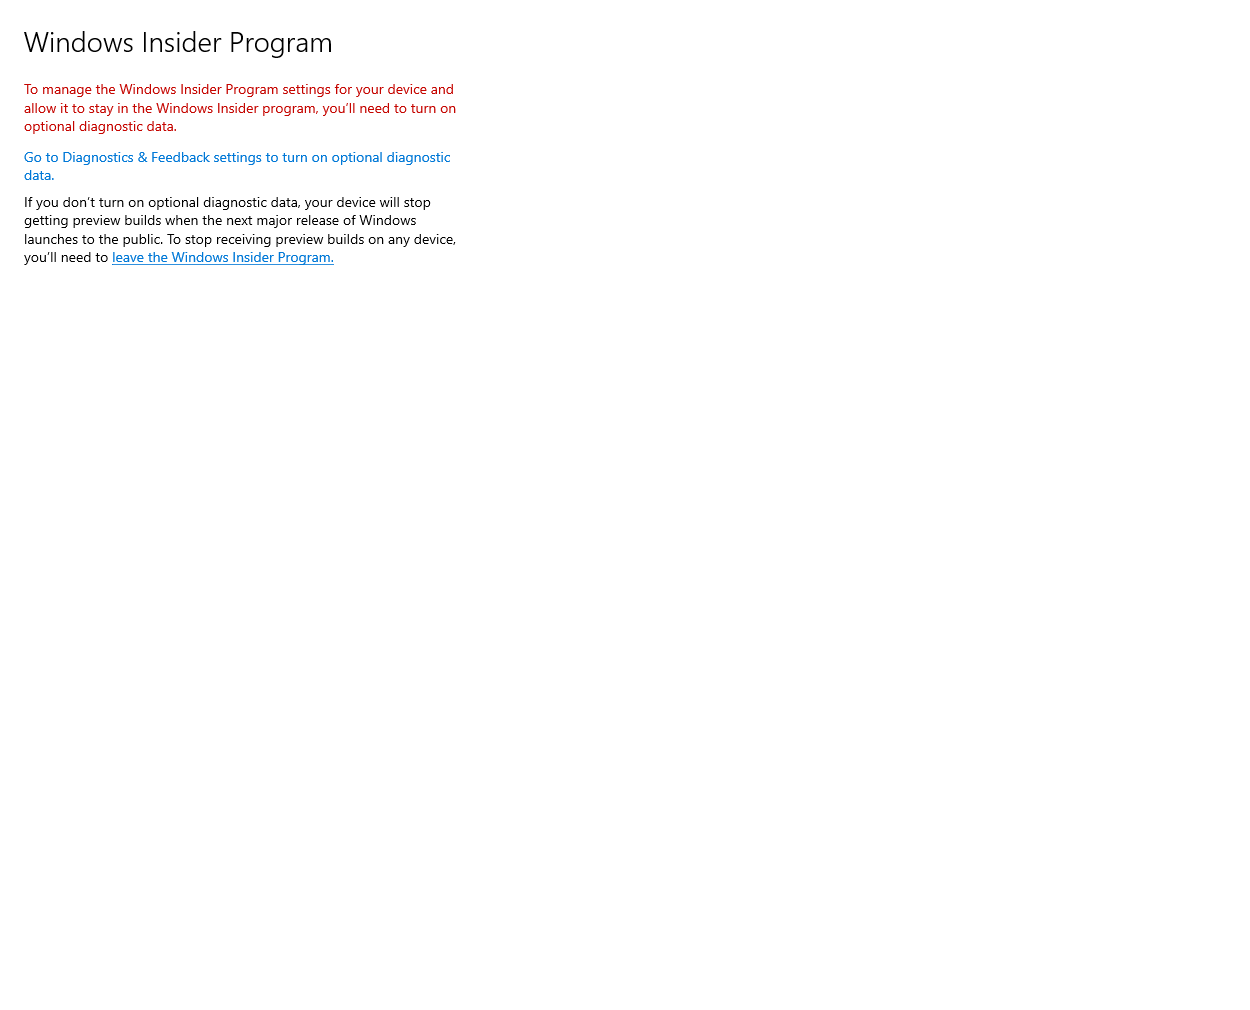 Windows Insider Program
To manage the Windows Insider Program settings for your device and
allow it to stay in the Windows Insider program, you'll need to turn on
optional diagnostic data.
Go to Diagnostics & Feedback settings to turn on optional diagnostic
data.
If you don't turn on optional diagnostic data, your device will stop
getting preview builds when the next major release of Windows
launches to the public. To stop receiving preview builds on any device,
you'll need to leave the Windows Insider Program.